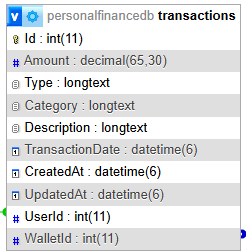 v personalfinancedb transactions
Id : int(11)
# Amount : decimal(65,30)
Type : longtext
Category : longtext
Description : longtext
TransactionDate : datetime(6)
CreatedAt : datetime(6)
UpdatedAt : datetime(6)
# UserId : int(11)
# WalletId : int(11)